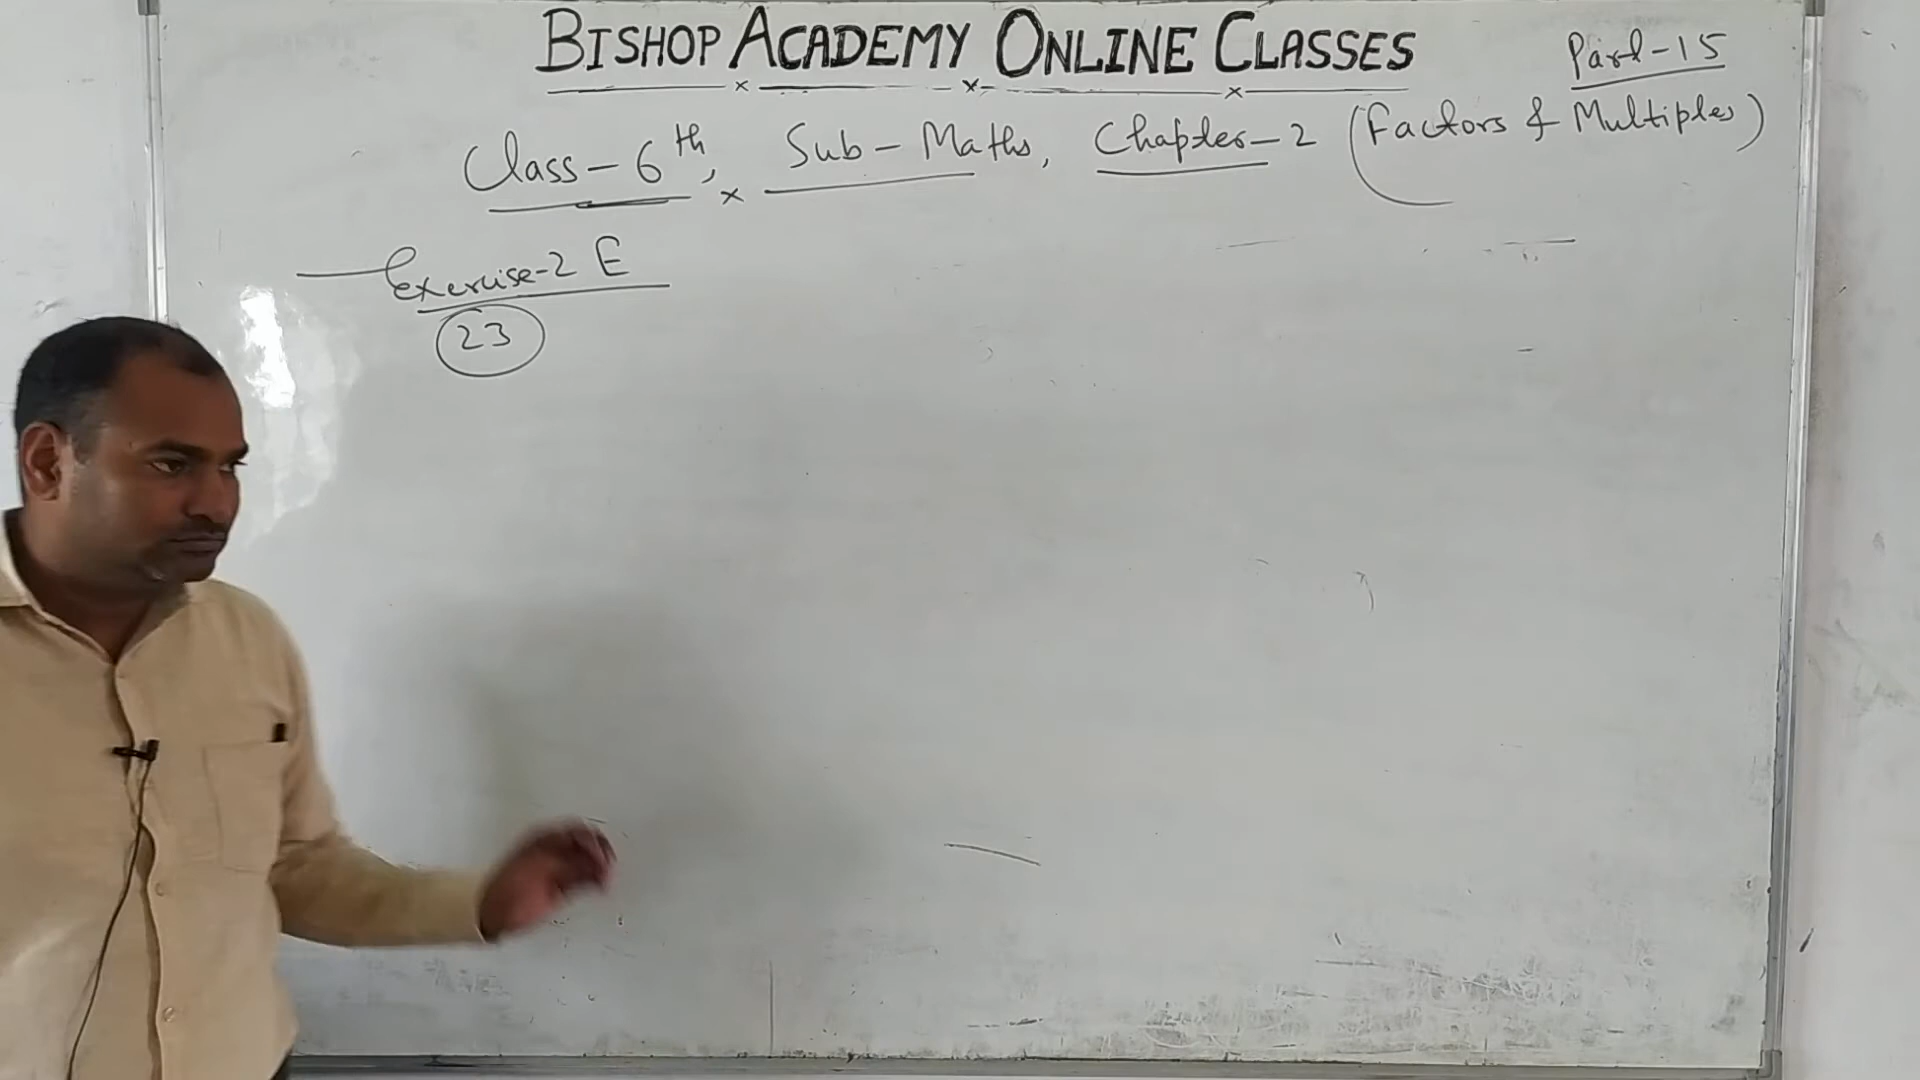 BISHOP ACADEMY ONLINE CLASSES
Part-15
Class-6th, Sub-Maths, Chapter-2 (Factors & Multiples)
Exercise-2 E
23